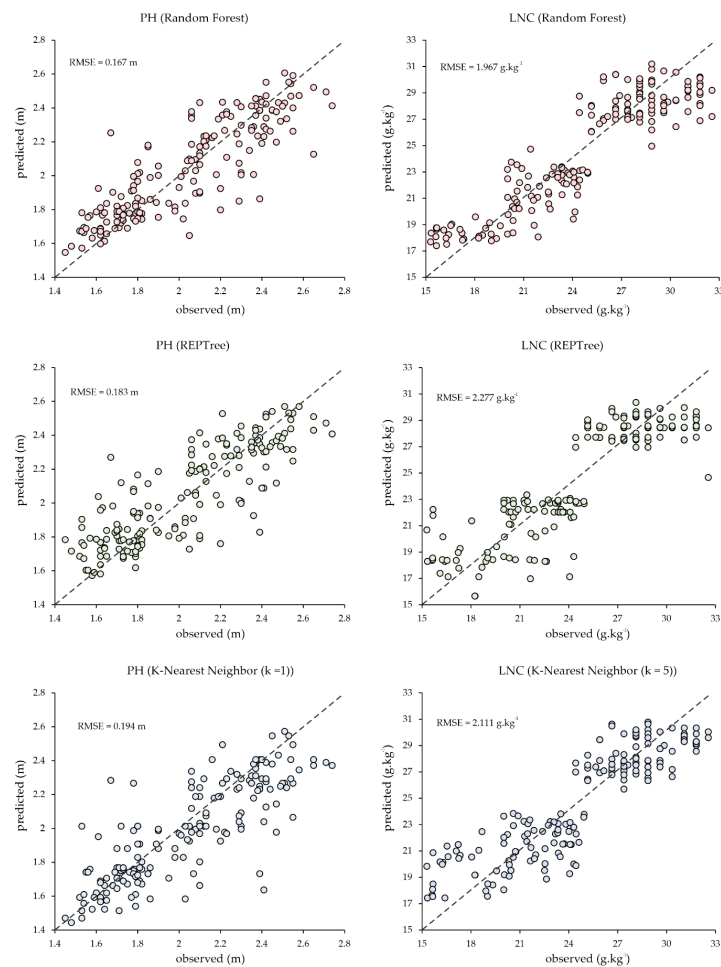 PH (Random Forest)
RMSE = 0.167 m
predicted (m)
2.8
2.6
2.4
2.2
2
1.8
1.6
1.4
1.4 1.6 1.8 2 2.2 2.4 2.6 2.8
observed (m)
LNC (Random Forest)
RMSE = 1.967 g.kg⁻¹
predicted (g.kg⁻¹)
33
31
29
27
25
23
21
19
17
15
15 18 21 24 27 30 33
observed (g.kg⁻¹)
PH (REPTree)
RMSE = 0.183 m
predicted (m)
2.8
2.6
2.4
2.2
2
1.8
1.6
1.4
1.4 1.6 1.8 2 2.2 2.4 2.6 2.8
observed (m)
LNC (REPTree)
RMSE = 2.277 g.kg⁻¹
predicted (g.kg⁻¹)
33
31
29
27
25
23
21
19
17
15
15 18 21 24 27 30 33
observed (g.kg⁻¹)
PH (K-Nearest Neighbor (k =1))
RMSE = 0.194 m
predicted (m)
2.8
2.6
2.4
2.2
2
1.8
1.6
1.4
1.4 1.6 1.8 2 2.2 2.4 2.6 2.8
observed (m)
LNC (K-Nearest Neighbor (k = 5))
RMSE = 2.111 g.kg⁻¹
predicted (g.kg⁻¹)
33
31
29
27
25
23
21
19
17
15
15 18 21 24 27 30 33
observed (g.kg⁻¹)